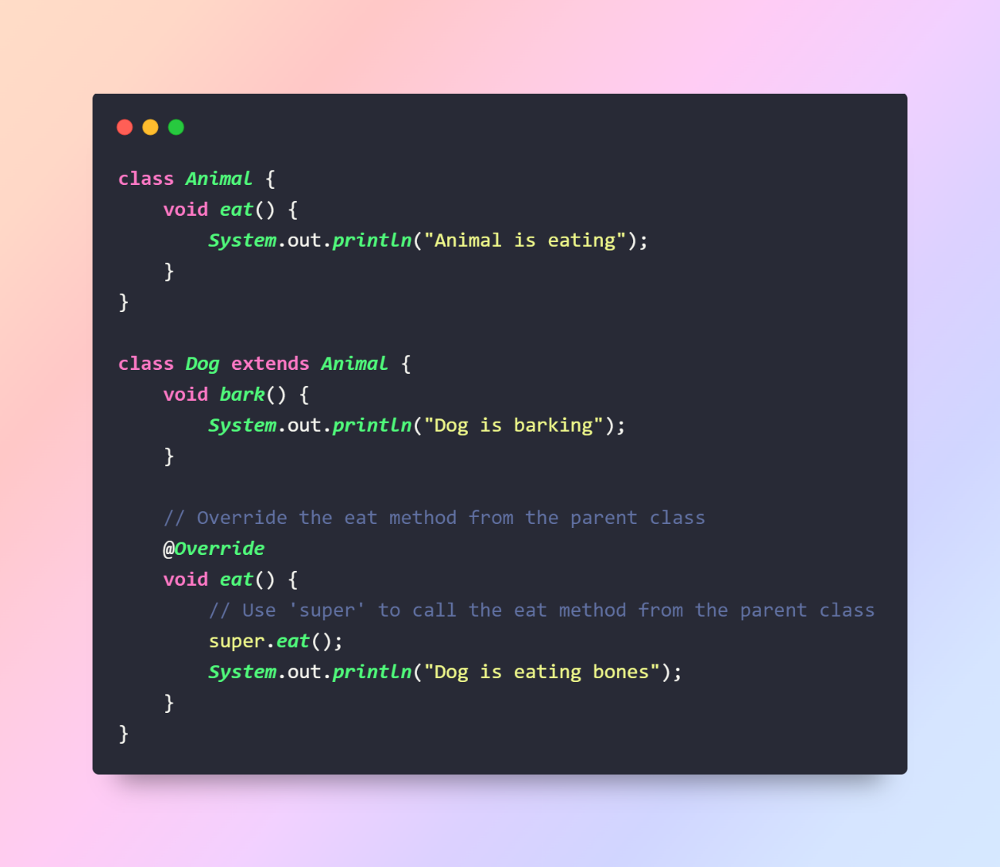 class Animal {
    void eat() {
        System.out.println("Animal is eating");
    }
}

class Dog extends Animal {
    void bark() {
        System.out.println("Dog is barking");
    }

    // Override the eat method from the parent class
    @Override
    void eat() {
        // Use 'super' to call the eat method from the parent class
        super.eat();
        System.out.println("Dog is eating bones");
    }
}